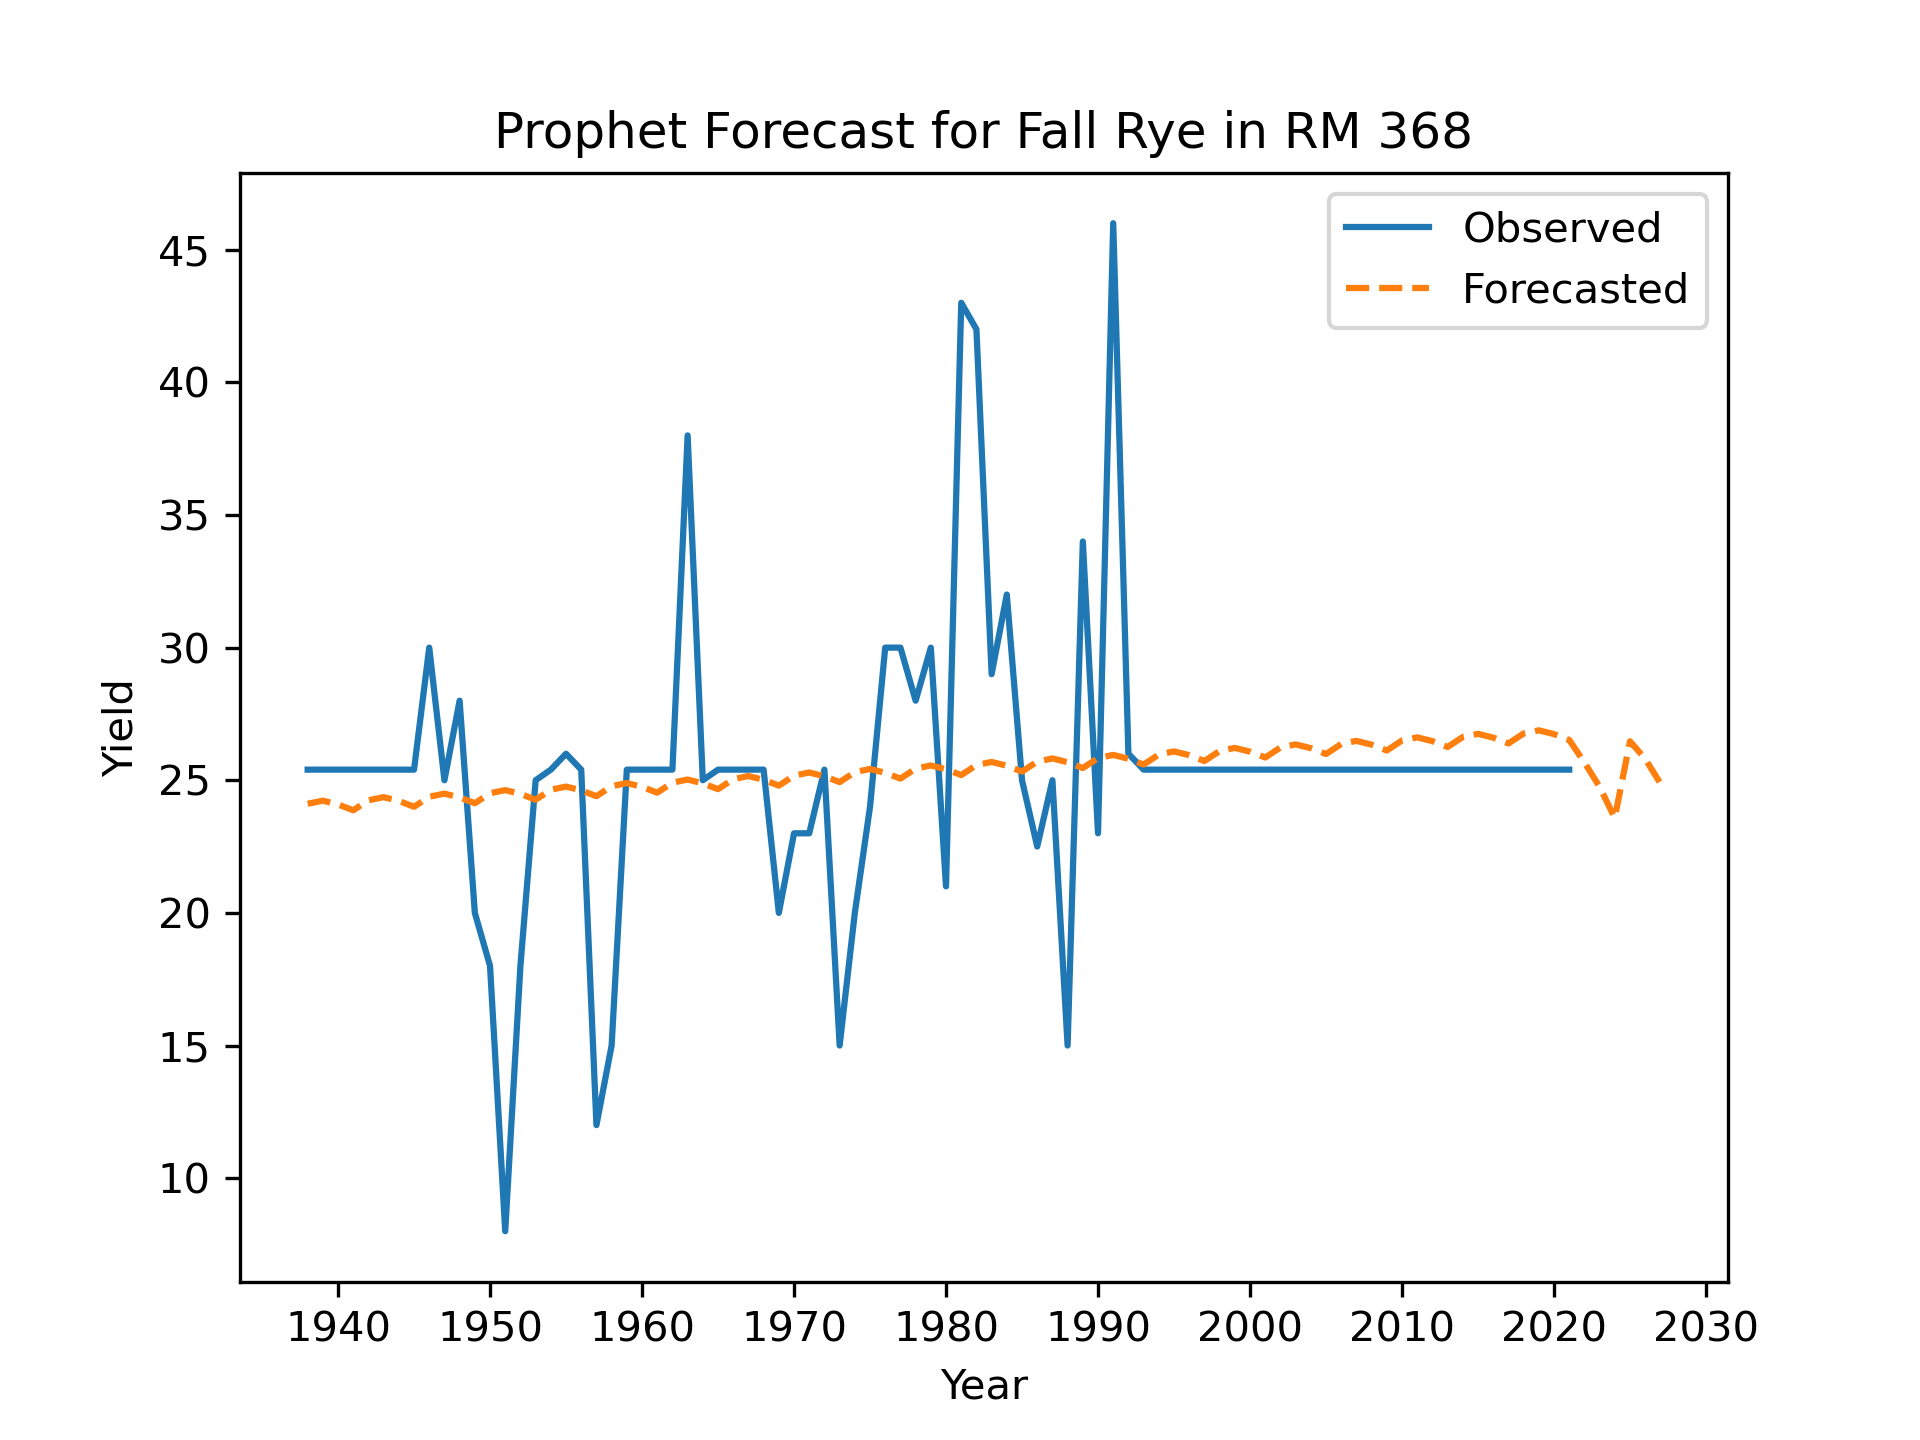 Prophet Forecast for Fall Rye in RM 368
Observed
Forecasted
45
40
35
30
25
20
15
10
Yield
1940 1950 1960 1970 1980 1990 2000 2010 2020 2030
Year